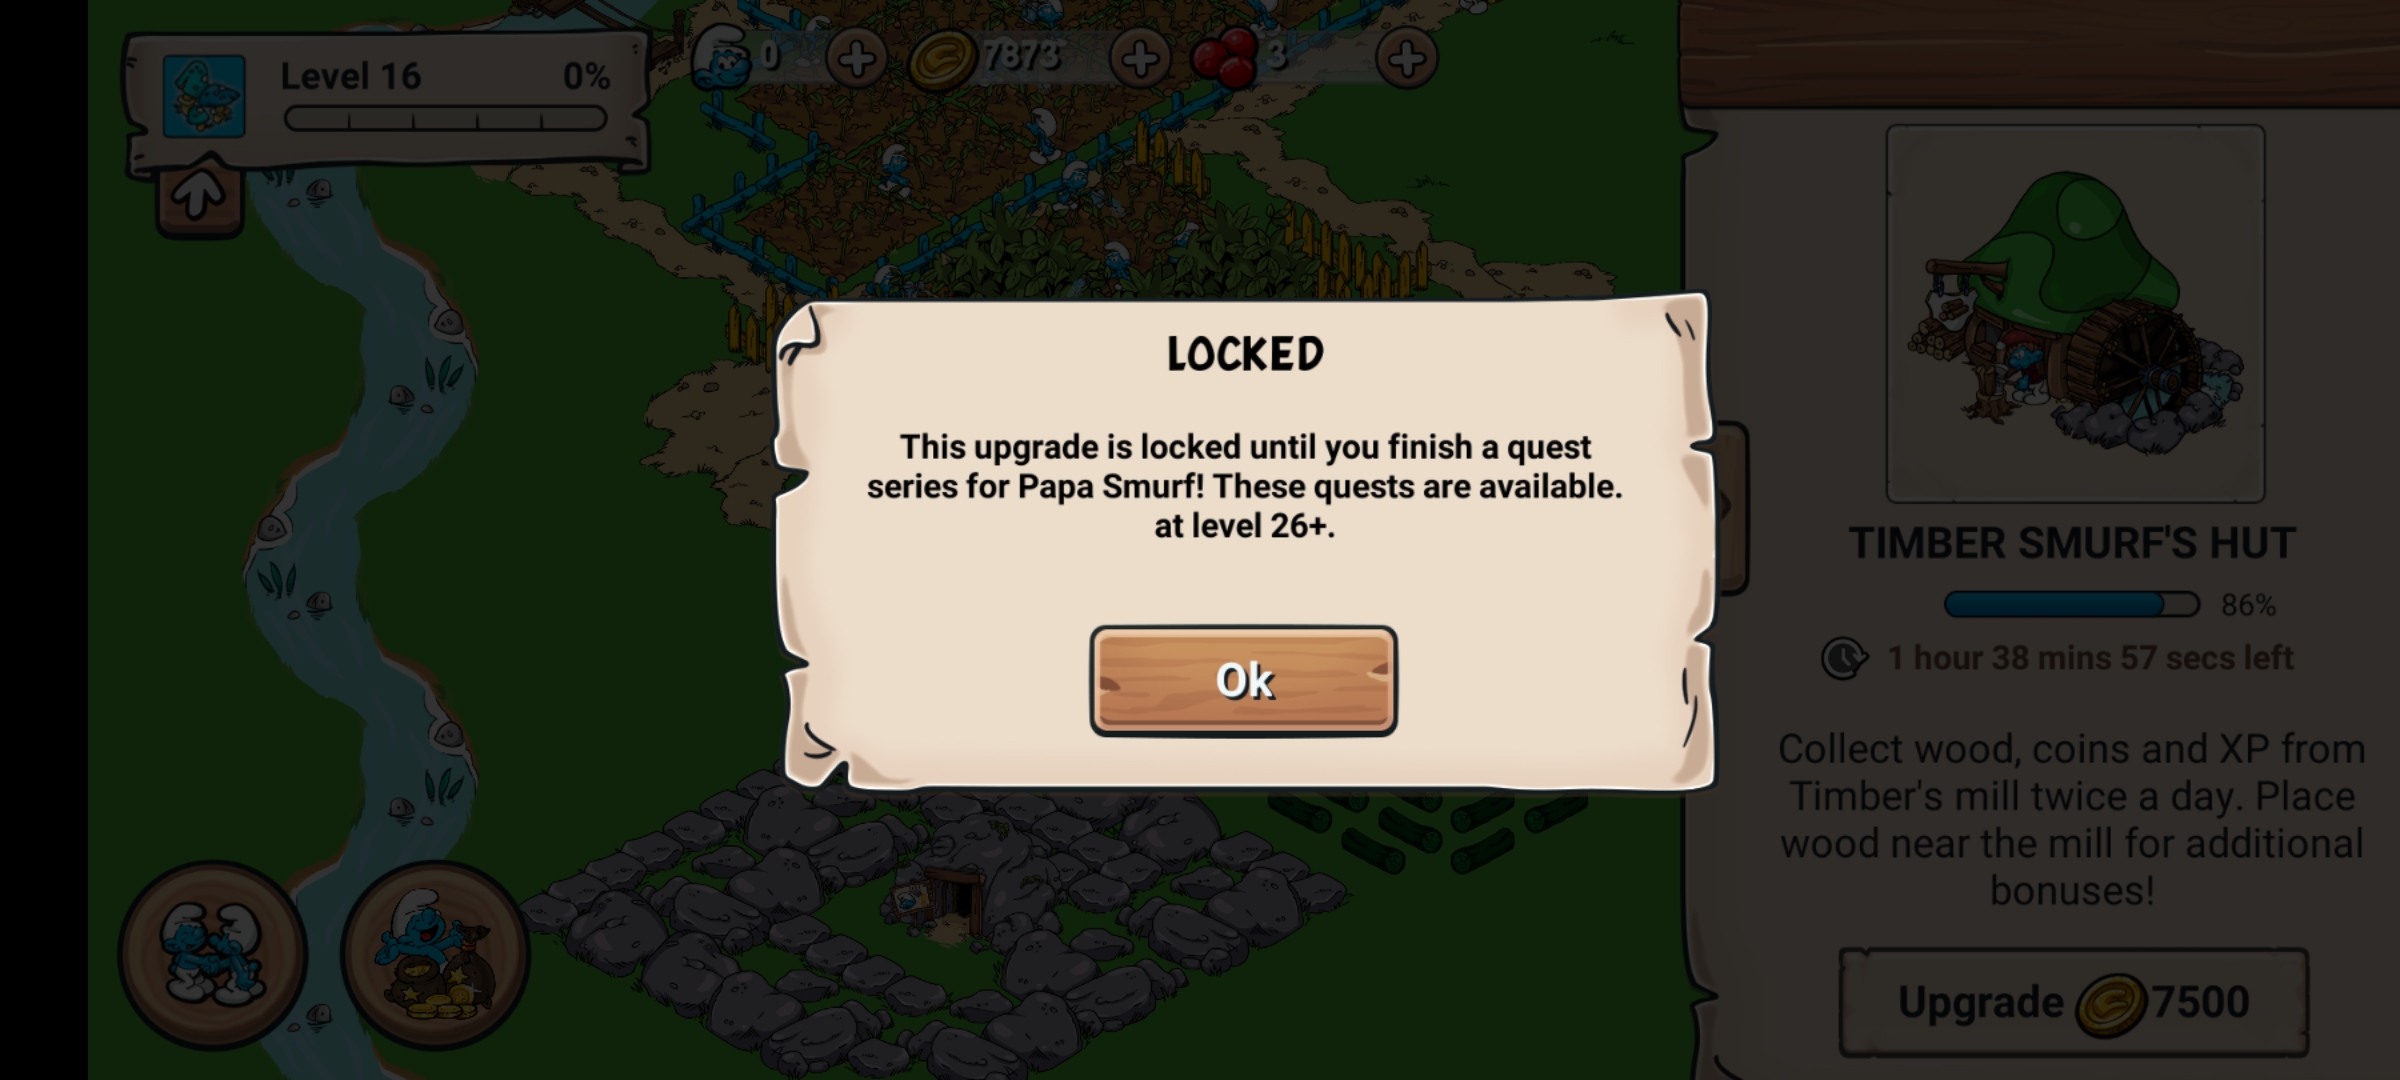 Level 16
0%
0
7873
3
LOCKED
This upgrade is locked until you finish a quest
series for Papa Smurf! These quests are available.
at level 26+.
Ok
TIMBER SMURF'S HUT
86%
1 hour 38 mins 57 secs left
Collect wood, coins and XP from
Timber's mill twice a day. Place
wood near the mill for additional
bonuses!
Upgrade 7500